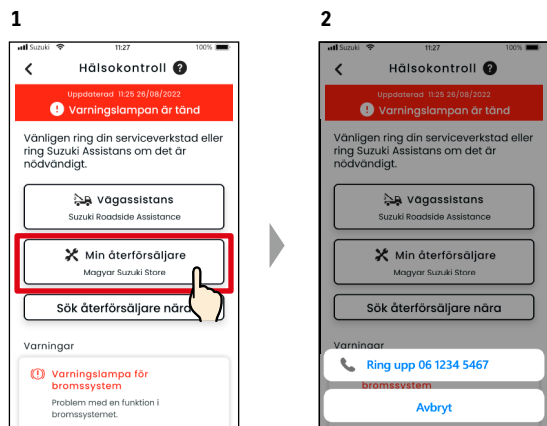 1
Suzuki 11:27 100%
Hälsokontroll ?
Uppdaterad 11:25 26/08/2022
! Varningslampan är tänd
Vänligen ring din serviceverkstad eller
ring Suzuki Assistans om det är
nödvändigt.
Vägassistans
Suzuki Roadside Assistance
Min återförsäljare
Magyar Suzuki Store
Sök återförsäljare nära
Varningar
Varningslampa för
bromssystem
Problem med en funktion i
bromssystemet.
2
Suzuki 11:27 100%
Hälsokontroll ?
Uppdaterad 11:25 26/08/2022
! Varningslampan är tänd
Vänligen ring din serviceverkstad eller
ring Suzuki Assistans om det är
nödvändigt.
Vägassistans
Suzuki Roadside Assistance
Min återförsäljare
Magyar Suzuki Store
Sök återförsäljare nära
Varningar
Ring upp 06 1234 5467
bromssystem
Avbryt